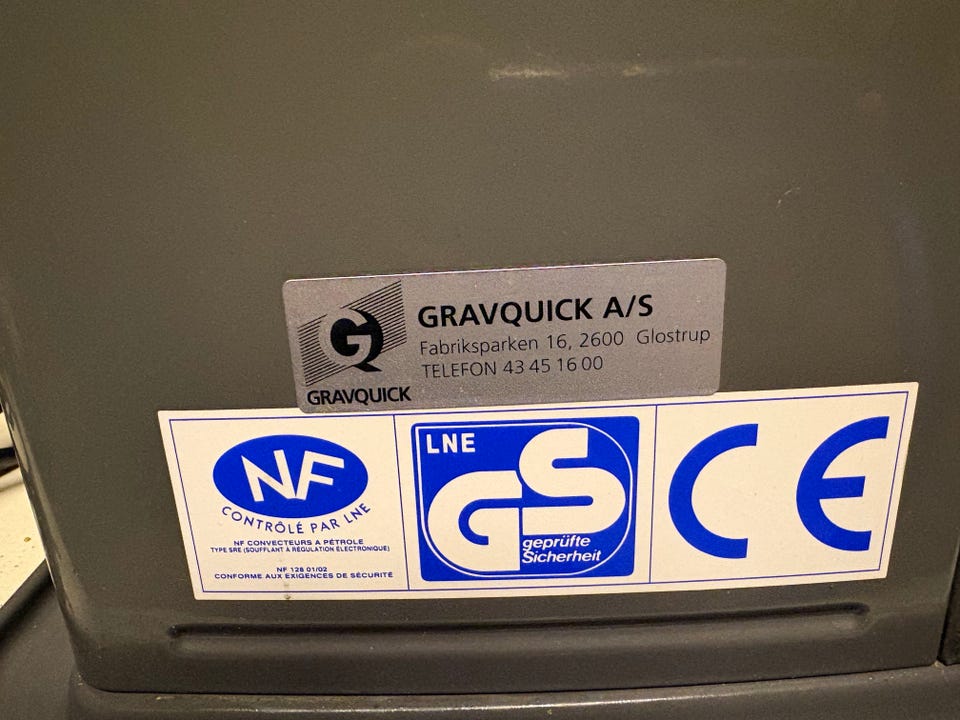 GQ
GRAVQUICK
GRAVQUICK A/S
Fabriksparken 16, 2600 Glostrup
TELEFON 43 45 16 00
NF
CONTRÔLÉ PAR LNE
NF CONVECTEURS A PÉTROLE
TYPE SRE (SOUFFLANT À RÉGULATION ÉLECTRONIQUE)
NF 128 01/02
CONFORME AUX EXIGENCES DE SÉCURITÉ
LNE
GS
geprüfte
Sicherheit
CE